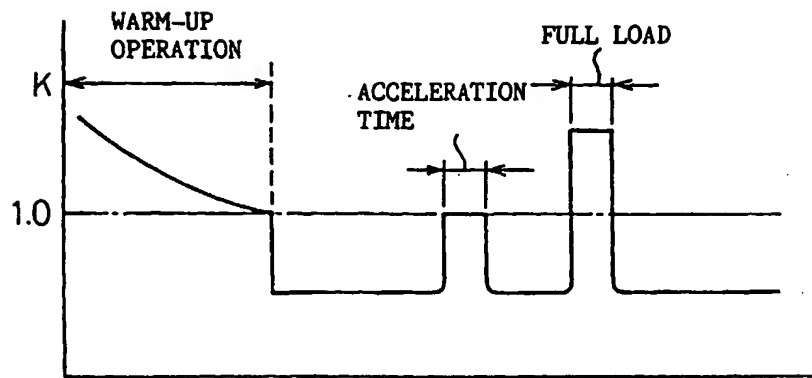 WARM-UP
OPERATION
FULL LOAD
K
ACCELERATION
TIME
1.0